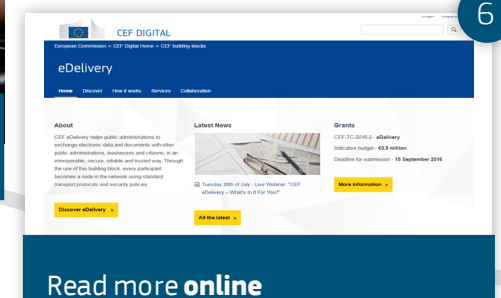 6
CEF DIGITAL
European Commission > CEF Digital Home > CEF building blocks
eDelivery
Home Discover How it works Services Collaboration
About
CEF eDelivery helps public administrations to
exchange electronic data and documents with other
public administrations, businesses and citizens, in an
interoperable, secure, reliable and trusted way. Through
the use of this building block, every participant
becomes a node in the network using standard
transport protocols and security policies.
Discover eDelivery >
Latest News
Tuesday 26th of July - Live Webinar: "CEF
eDelivery – What's In It For You?"
All the latest >
Grants
CEF-TC-2016-2 - eDelivery
Indicative budget - €0.5 million
Deadline for submission - 15 September 2016
More information >
Read more online